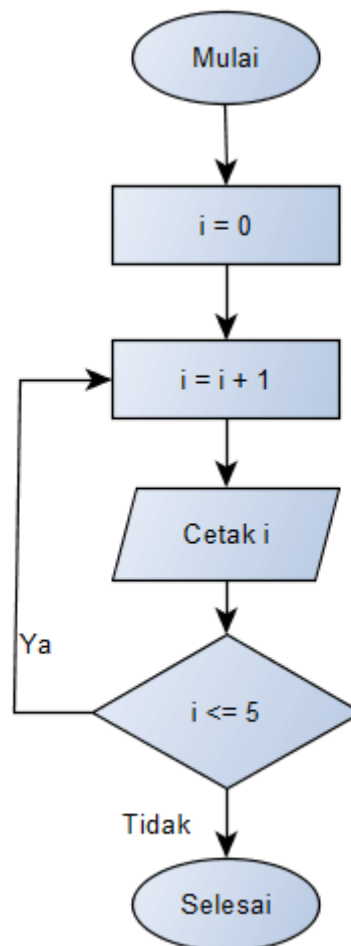 Mulai
i = 0
i = i + 1
Cetak i
Ya
i <= 5
Tidak
Selesai